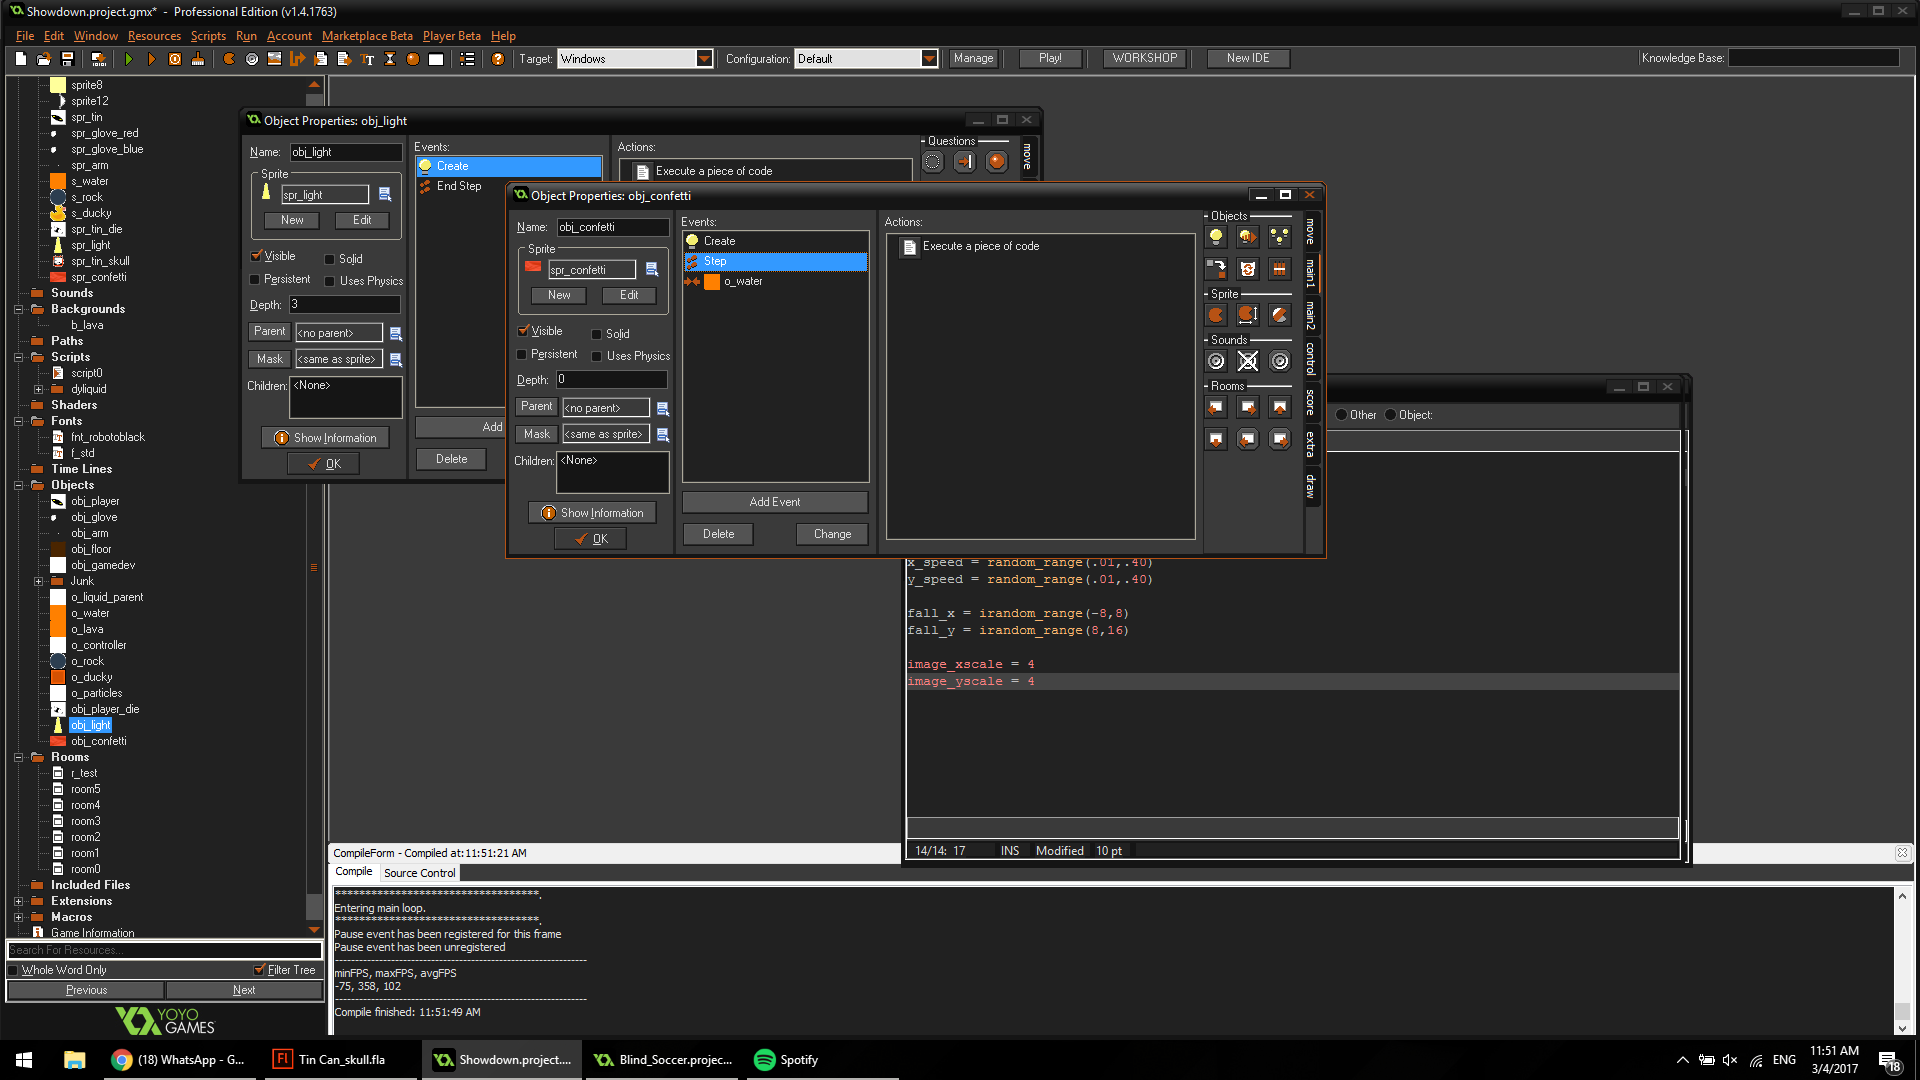 Showdown.project.gmx* - Professional Edition (v1.4.1763)
File Edit Window Resources Scripts Run Account Marketplace Beta Player Beta Help
Target: Windows Configuration: Default Manage Play! WORKSHOP New IDE Knowledge Base:
sprite8
sprite12
spr_tin
spr_glove_red
spr_glove_blue
spr_arm
s_water
s_rock
s_ducky
spr_tin_die
spr_light
spr_tin_skull
spr_confetti
Sounds
Backgrounds
b_lava
Paths
Scripts
script0
dyliquid
Shaders
Fonts
fnt_robotoblack
f_std
Time Lines
Objects
obj_player
obj_glove
obj_arm
obj_floor
obj_gamedev
Junk
o_liquid_parent
o_water
o_lava
o_controller
o_rock
o_ducky
o_particles
obj_player_die
obj_light
obj_confetti
Rooms
r_test
room5
room4
room3
room2
room1
room0
Included Files
Extensions
Macros
Game Information
Search For Resources...
Whole Word Only Filter Tree
Previous Next
YOYO
GAMES
Object Properties: obj_light
Name: obj_light
Sprite
spr_light
New Edit
Visible Solid
Persistent Uses Physics
Depth: 3
Parent <no parent>
Mask <same as sprite>
Children: <None>
Show Information
OK
Events:
Create
End Step
Add
Delete
Actions:
Execute a piece of code
Questions
move
Object Properties: obj_confetti
Name: obj_confetti
Sprite
spr_confetti
New Edit
Visible Solid
Persistent Uses Physics
Depth: 0
Parent <no parent>
Mask <same as sprite>
Children: <None>
Show Information
OK
Events:
Create
Step
o_water
Add Event
Delete Change
Actions:
Execute a piece of code
Objects
Sprite
Sounds
Rooms
move
main1
main2
control
score
extra
draw
Other Object:
x_speed = random_range(.01,.40)
y_speed = random_range(.01,.40)
fall_x = irandom_range(-8,8)
fall_y = irandom_range(8,16)
image_xscale = 4
image_yscale = 4
14/14: 17 INS Modified 10 pt
CompileForm - Compiled at:11:51:21 AM
Compile Source Control
***********************************.
Entering main loop.
***********************************.
Pause event has been registered for this frame
Pause event has been unregistered
minFPS, maxFPS, avgFPS
-75, 358, 102
Compile finished: 11:51:49 AM
(18) WhatsApp - G... Tin Can_skull.fla Showdown.project.... Blind_Soccer.projec... Spotify
ENG
11:51 AM
3/4/2017
18